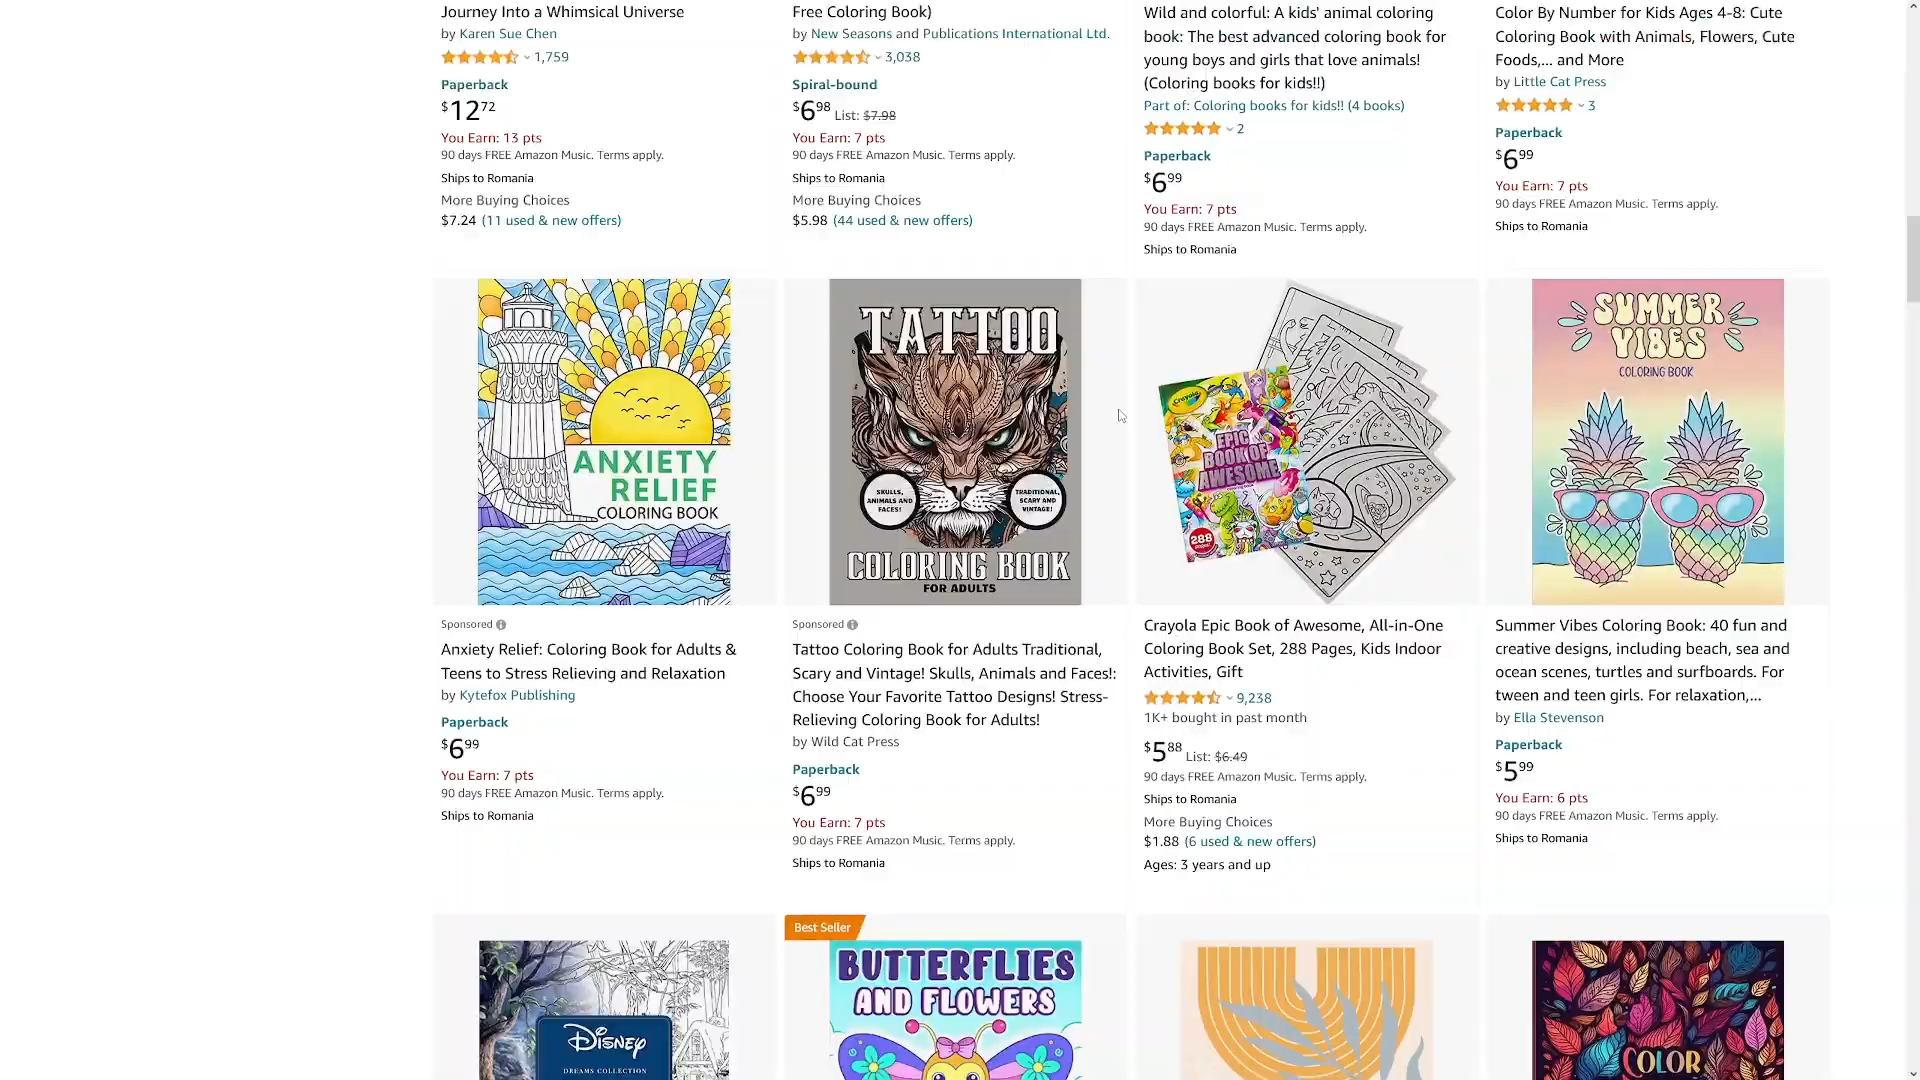 Journey Into a Whimsical Universe
by Karen Sue Chen
1,759
Paperback
$12 72
You Earn: 13 pts
90 days FREE Amazon Music. Terms apply.
Ships to Romania
More Buying Choices
$7.24 (11 used & new offers)
Free Coloring Book)
by New Seasons and Publications International Ltd.
3,038
Spiral-bound
$6 98 List: $7.98
You Earn: 7 pts
90 days FREE Amazon Music. Terms apply.
Ships to Romania
More Buying Choices
$5.98 (44 used & new offers)
Wild and colorful: A kids' animal coloring
book: The best advanced coloring book for
young boys and girls that love animals!
(Coloring books for kids!!)
Part of: Coloring books for kids!! (4 books)
2
Paperback
$6 99
You Earn: 7 pts
90 days FREE Amazon Music. Terms apply.
Ships to Romania
Color By Number for Kids Ages 4-8: Cute
Coloring Book with Animals, Flowers, Cute
Foods,... and More
by Little Cat Press
3
Paperback
$6 99
You Earn: 7 pts
90 days FREE Amazon Music. Terms apply.
Ships to Romania
ANXIETY
RELIEF
COLORING BOOK
Sponsored
Anxiety Relief: Coloring Book for Adults &
Teens to Stress Relieving and Relaxation
by Kytefox Publishing
Paperback
$6 99
You Earn: 7 pts
90 days FREE Amazon Music. Terms apply.
Ships to Romania
TATTOO
SKULLS,
ANIMALS AND
FACES!
TRADITIONAL,
SCARY AND
VINTAGE!
COLORING BOOK
FOR ADULTS
Sponsored
Tattoo Coloring Book for Adults Traditional,
Scary and Vintage! Skulls, Animals and Faces!:
Choose Your Favorite Tattoo Designs! Stress-
Relieving Coloring Book for Adults!
by Wild Cat Press
Paperback
$6 99
You Earn: 7 pts
90 days FREE Amazon Music. Terms apply.
Ships to Romania
Crayola
EPIC
BOOK OF
AWESOME
288
Crayola Epic Book of Awesome, All-in-One
Coloring Book Set, 288 Pages, Kids Indoor
Activities, Gift
9,238
1K+ bought in past month
$5 88 List: $6.49
90 days FREE Amazon Music. Terms apply.
Ships to Romania
More Buying Choices
$1.88 (6 used & new offers)
Ages: 3 years and up
SUMMER
VIBES
COLORING BOOK
Summer Vibes Coloring Book: 40 fun and
creative designs, including beach, sea and
ocean scenes, turtles and surfboards. For
tween and teen girls. For relaxation,...
by Ella Stevenson
Paperback
$5 99
You Earn: 6 pts
90 days FREE Amazon Music. Terms apply.
Ships to Romania
Disney
DREAMS COLLECTION
Best Seller
BUTTERFLIES
AND FLOWERS
COLOR